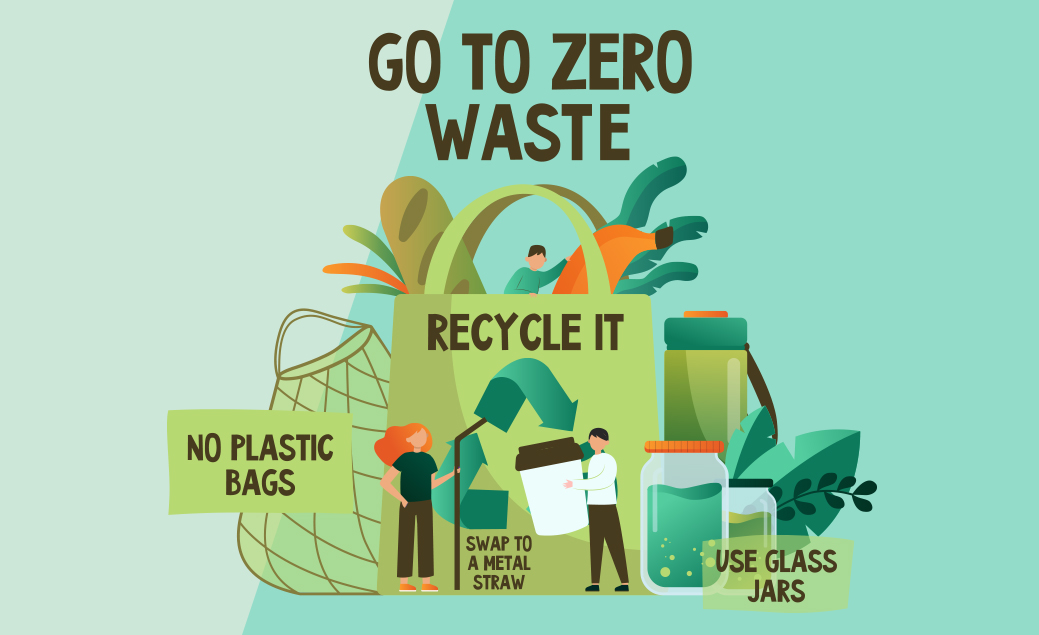 GO TO ZERO
WASTE
RECYCLE IT
NO PLASTIC
BAGS
SWAP TO
A METAL
STRAW
USE GLASS
JARS